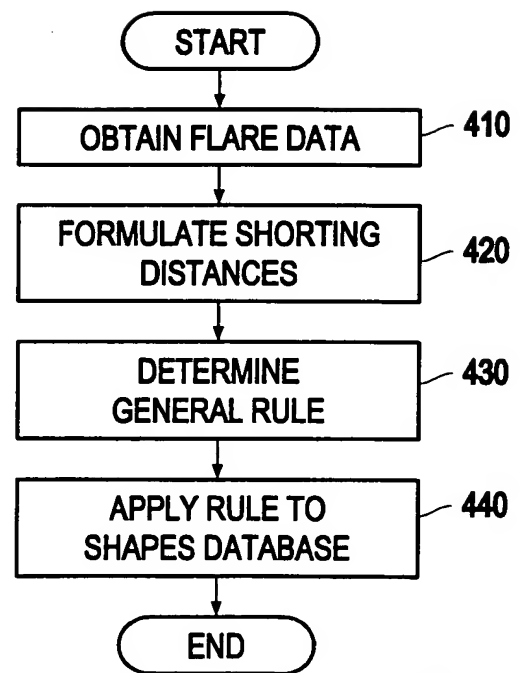 START
OBTAIN FLARE DATA
410
FORMULATE SHORTING
DISTANCES
420
DETERMINE
GENERAL RULE
430
APPLY RULE TO
SHAPES DATABASE
440
END